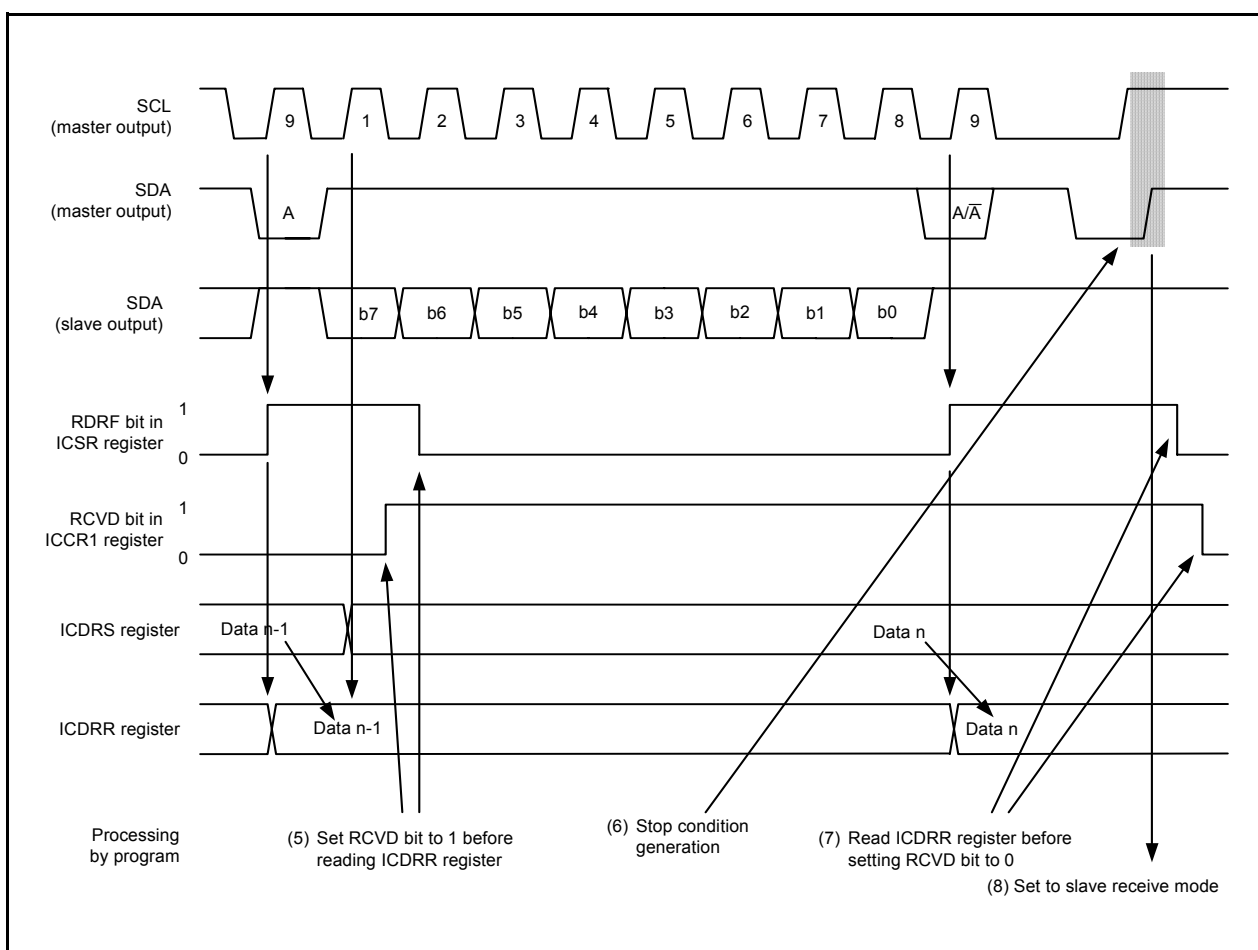 SCL
(master output)
9 1 2 3 4 5 6 7 8 9
SDA
(master output)
A A/A̅
SDA
(slave output)
b7 b6 b5 b4 b3 b2 b1 b0
RDRF bit in
ICSR register
1
0
RCVD bit in
ICCR1 register
1
0
ICDRS register
Data n-1 Data n
ICDRR register
Data n-1 Data n
Processing
by program
(5) Set RCVD bit to 1 before
reading ICDRR register
(6) Stop condition
generation
(7) Read ICDRR register before
setting RCVD bit to 0
(8) Set to slave receive mode